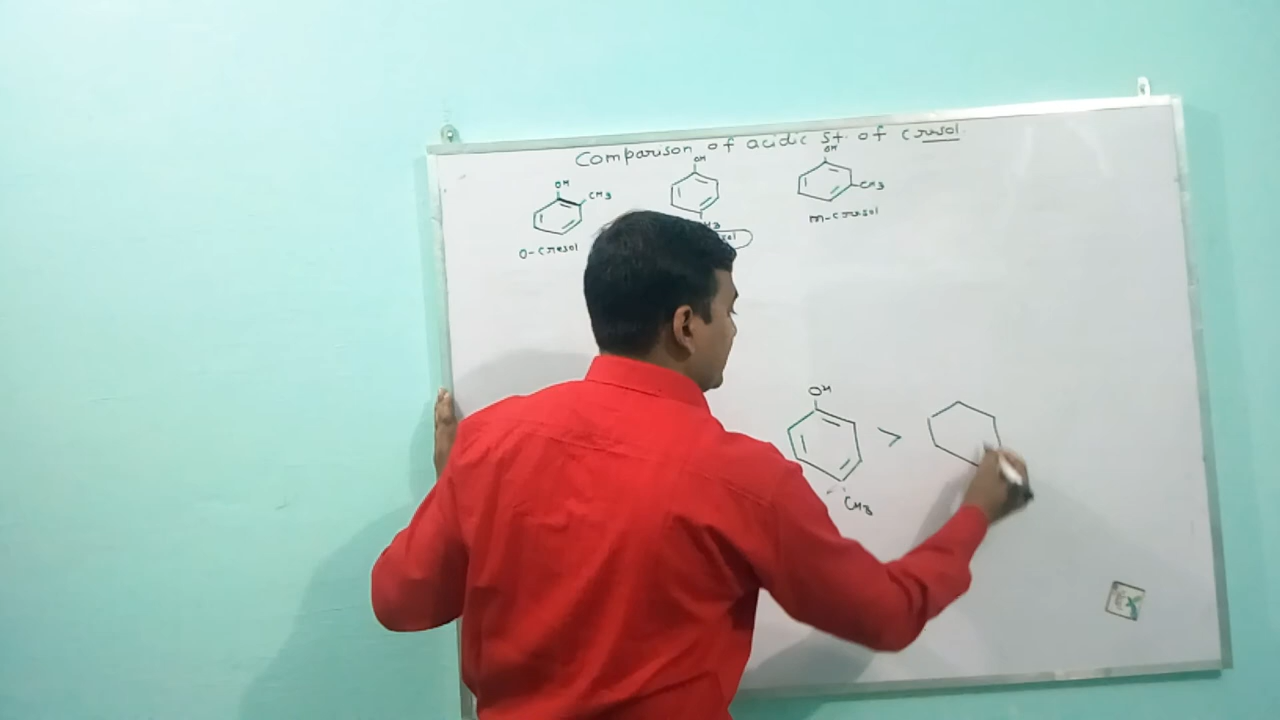 Comparison of acidic St. of cresol
OH
CH3
o-cresol
OH
OH
CH3
m-cresol
OH
>
CH3